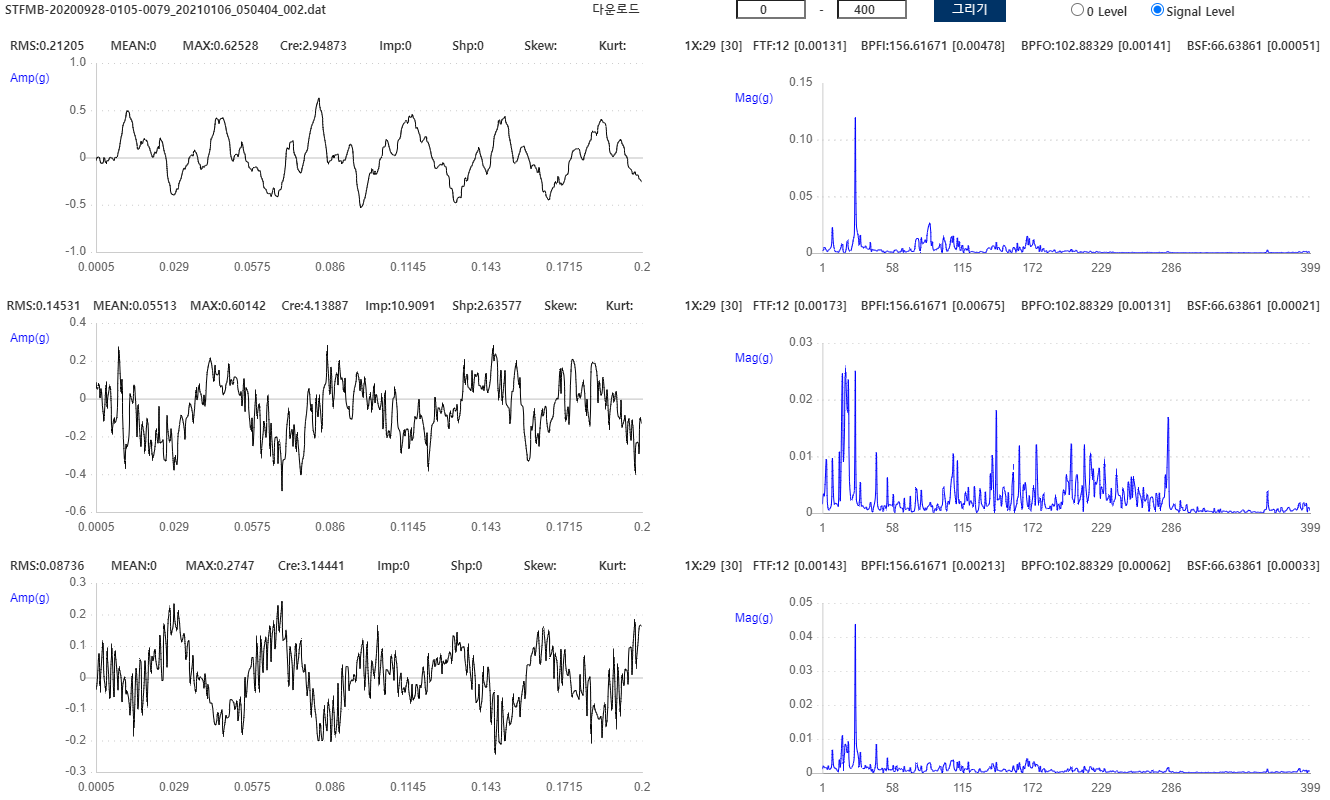 STFMB-20200928-0105-0079_20210106_050404_002.dat 다운로드 0 - 400 그리기 0 Level Signal Level
RMS:0.21205 MEAN:0 MAX:0.62528 Cre:2.94873 Imp:0 Shp:0 Skew: Kurt:
1X:29 [30] FTF:12 [0.00131] BPFI:156.61671 [0.00478] BPFO:102.88329 [0.00141] BSF:66.63861 [0.00051]
Amp(g)
1.0
0.5
0
-0.5
-1.0
0.0005 0.029 0.0575 0.086 0.1145 0.143 0.1715 0.2
Mag(g)
0.15
0.10
0.05
0
1 58 115 172 229 286 399
RMS:0.14531 MEAN:0.05513 MAX:0.60142 Cre:4.13887 Imp:10.9091 Shp:2.63577 Skew: Kurt:
1X:29 [30] FTF:12 [0.00173] BPFI:156.61671 [0.00675] BPFO:102.88329 [0.00131] BSF:66.63861 [0.00021]
Amp(g)
0.4
0.2
0
-0.2
-0.4
-0.6
0.0005 0.029 0.0575 0.086 0.1145 0.143 0.1715 0.2
Mag(g)
0.03
0.02
0.01
0
1 58 115 172 229 286 399
RMS:0.08736 MEAN:0 MAX:0.2747 Cre:3.14441 Imp:0 Shp:0 Skew: Kurt:
1X:29 [30] FTF:12 [0.00143] BPFI:156.61671 [0.00213] BPFO:102.88329 [0.00062] BSF:66.63861 [0.00033]
Amp(g)
0.3
0.2
0.1
0
-0.1
-0.2
-0.3
0.0005 0.029 0.0575 0.086 0.1145 0.143 0.1715 0.2
Mag(g)
0.05
0.04
0.03
0.02
0.01
0
1 58 115 172 229 286 399